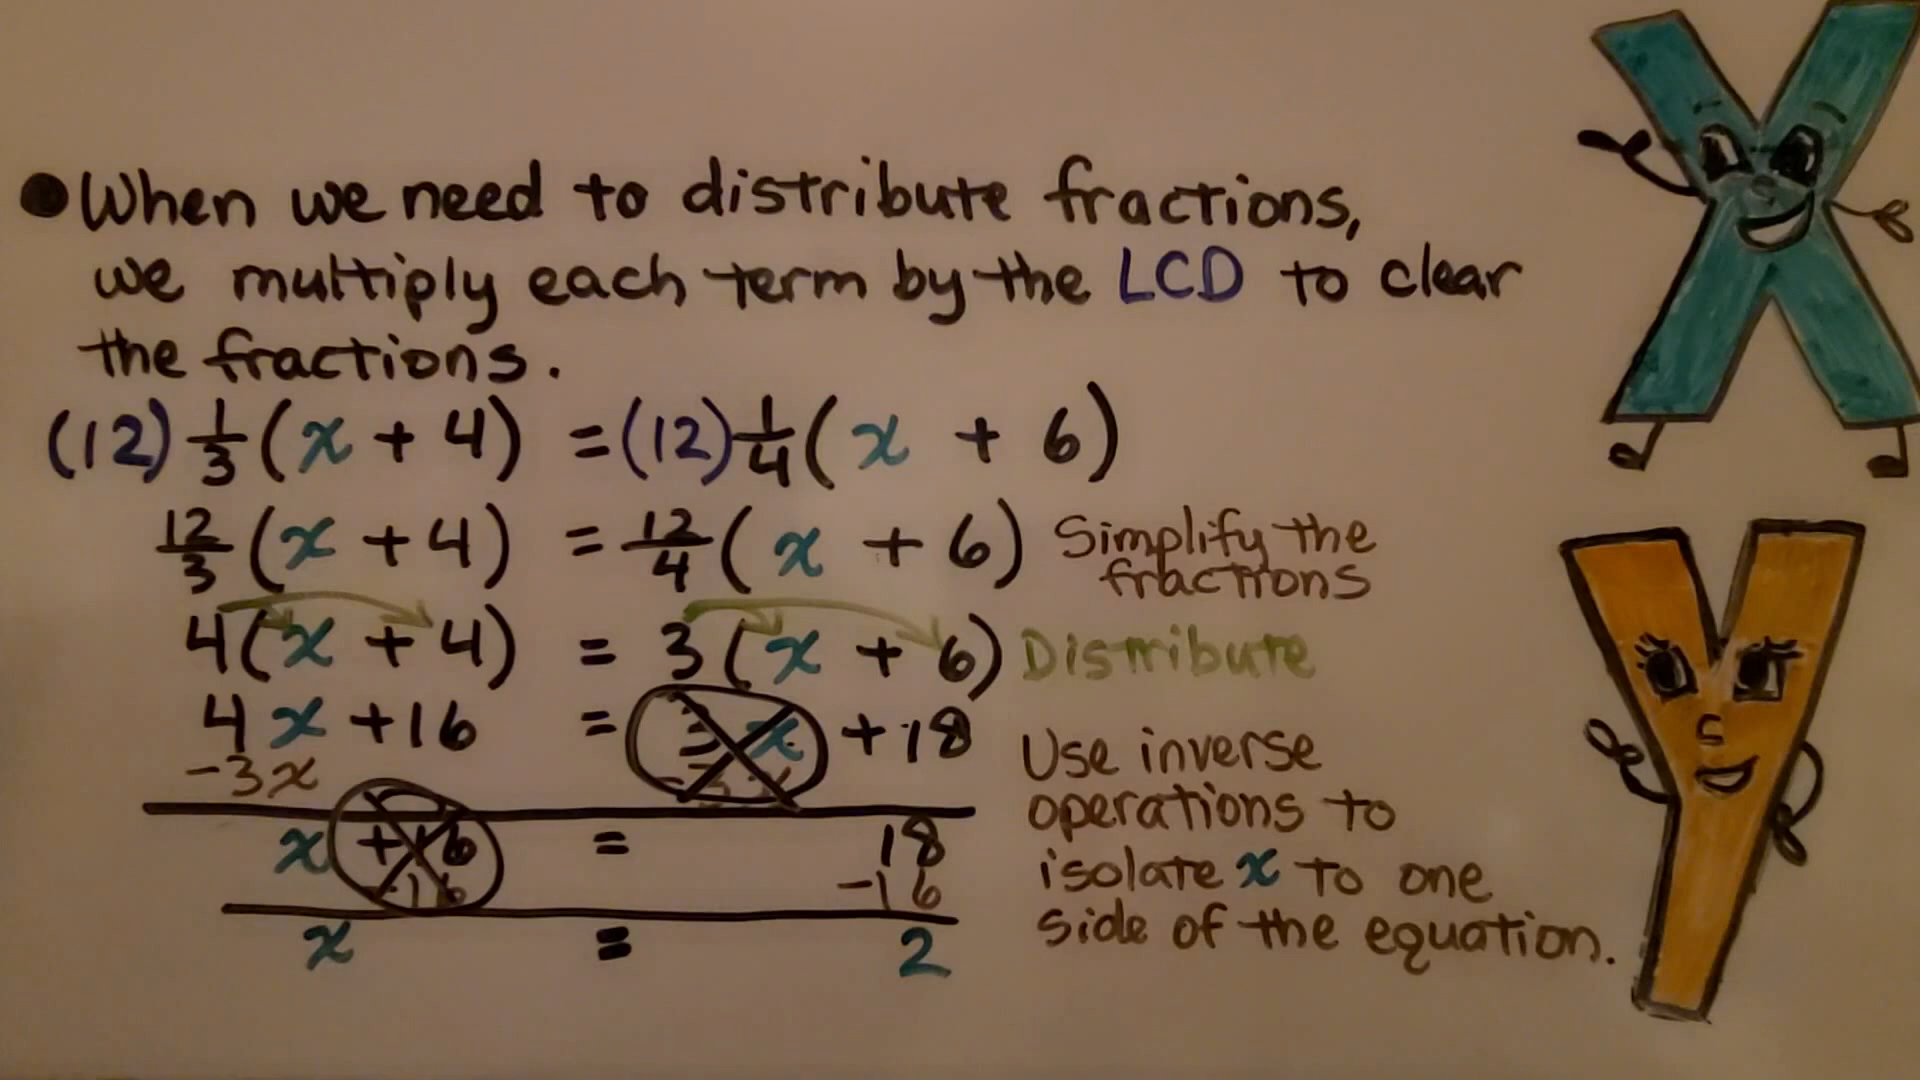 ● When we need to distribute fractions,
we multiply each term by the LCD to clear
the fractions.
(12) 1/3 (x + 4) = (12) 1/4 (x + 6)
12/3 (x + 4) = 12/4 (x + 6) Simplify the
fractions
4(x + 4) = 3(x + 6) Distribute
4x + 16 = 3x + 18
-3x -3x
x + 16 = 18
-16 -16
x = 2
Use inverse
operations to
isolate x to one
side of the equation.